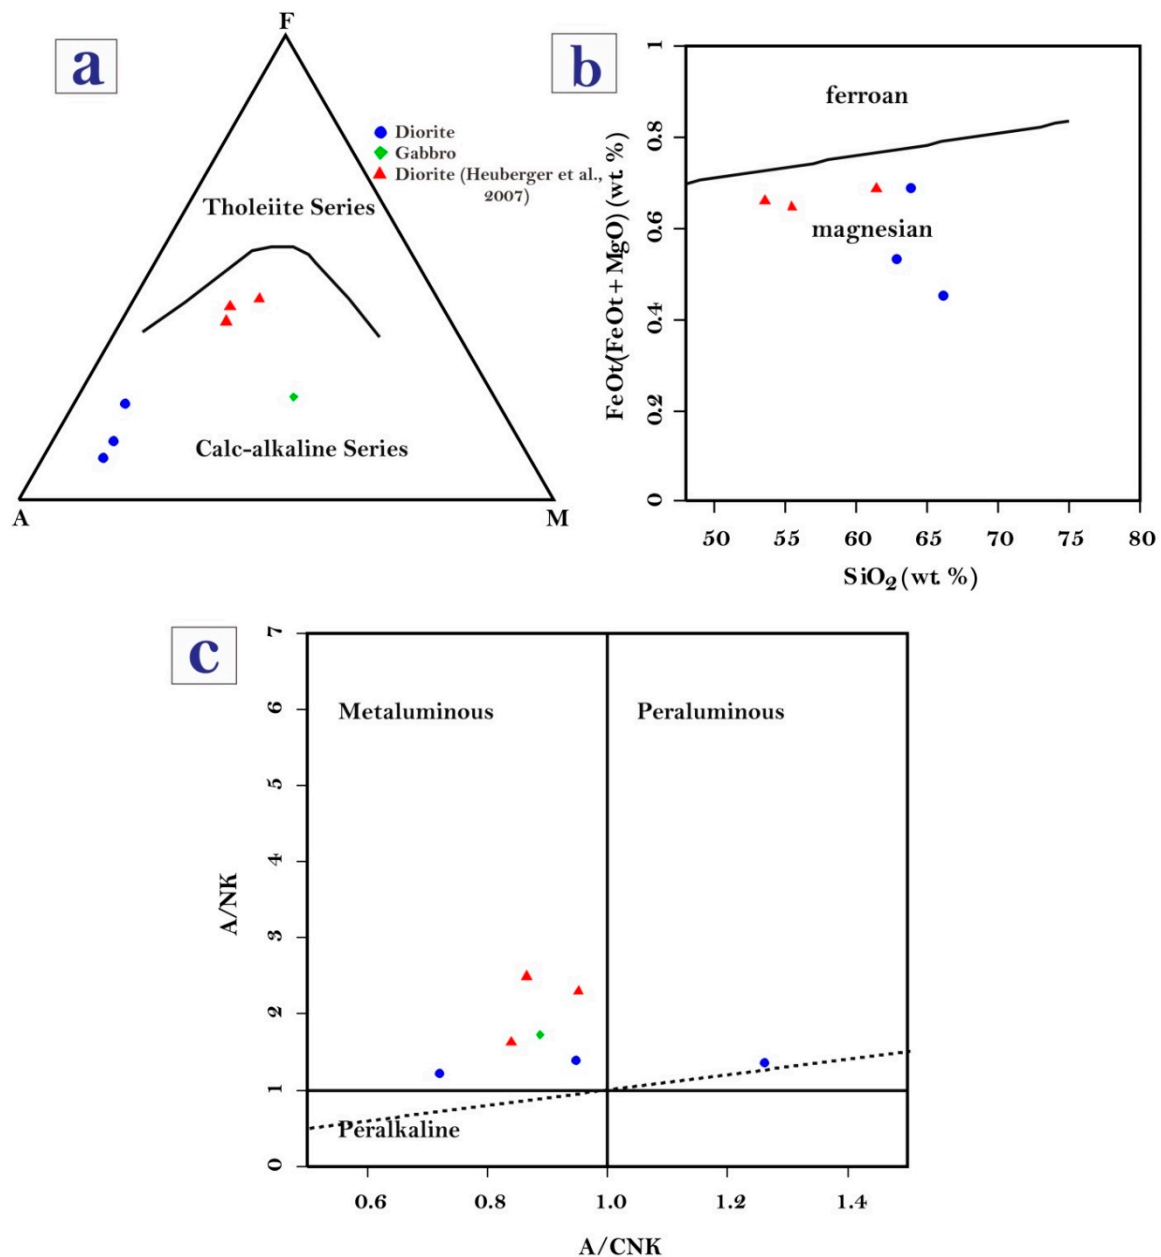 a
F
Diorite
Gabbro
Diorite (Heuberger et al.,
2007)
Tholeiite Series
Calc-alkaline Series
A
M
b
FeOt/(FeOt+MgO) (wt. %)
1
0.8
0.6
0.4
0.2
0
ferroan
magnesian
50 55 60 65 70 75 80
SiO₂ (wt. %)
c
A/NK
7
6
5
4
3
2
1
0
Metaluminous
Peraluminous
Peralkaline
0.6 0.8 1.0 1.2 1.4
A/CNK